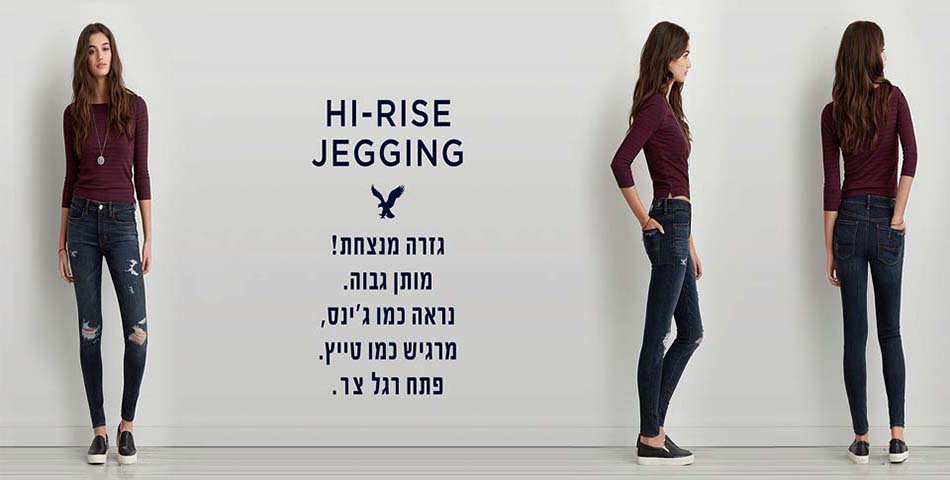 HI-RISE
JEGGING
גזרה מנצחת!
מותן גבוה.
נראה כמו ג'ינס,
מרגיש כמו טייץ.
פתח רגל צר.